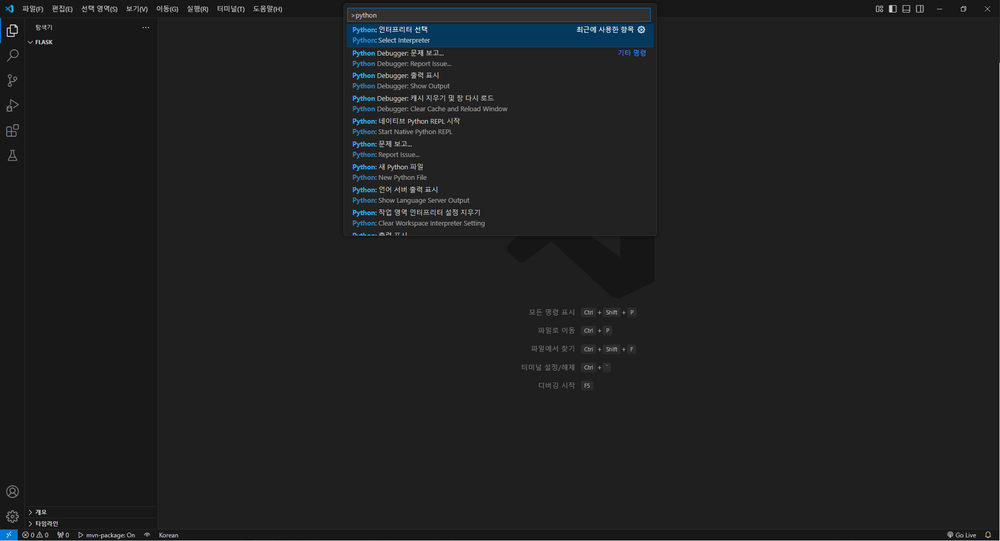 파일(F) 편집(E) 선택 영역(S) 보기(V) 이동(G) 실행(R) 터미널(T) 도움말(H)
>python
탐색기
FLASK
Python: 인터프리터 선택 최근에 사용한 항목
Python: Select Interpreter
Python Debugger: 문제 보고... 기타 명령
Python Debugger: Report Issue...
Python Debugger: 출력 표시
Python Debugger: Show Output
Python Debugger: 캐시 지우기 및 창 다시 로드
Python Debugger: Clear Cache and Reload Window
Python: 네이티브 Python REPL 시작
Python: Start Native Python REPL
Python: 문제 보고...
Python: Report Issue...
Python: 새 Python 파일
Python: New Python File
Python: 언어 서버 출력 표시
Python: Show Language Server Output
Python: 작업 영역 인터프리터 설정 지우기
Python: Clear Workspace Interpreter Setting
Python: 출력 표시
모든 명령 표시 Ctrl + Shift + P
파일로 이동 Ctrl + P
파일에서 찾기 Ctrl + Shift + F
터미널 설정/해제 Ctrl + `
디버깅 시작 F5
개요
타임라인
0 0 0 mvn-package: On Korean Go Live